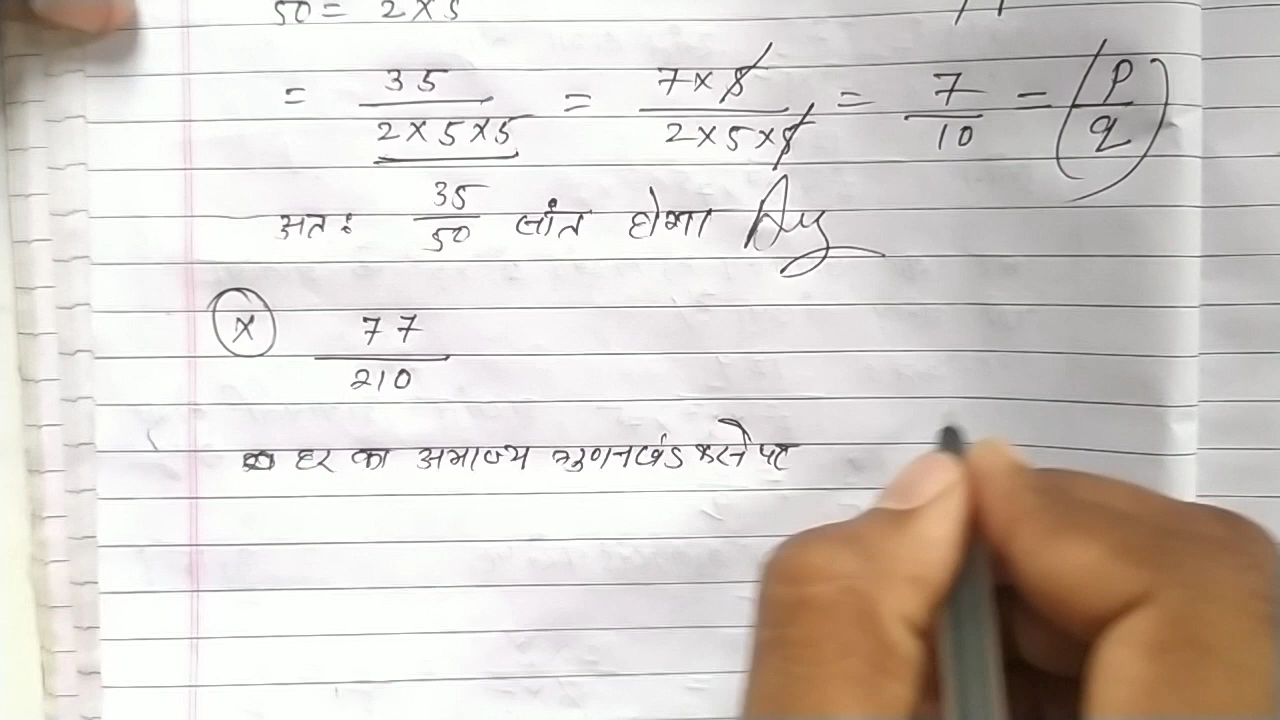 50 = 2 × 5
= 35/(2 × 5 × 5) = (7 × 5)/(2 × 5 × 5) = 7/10 = (p/q)
अतः 35/50 सांत होगा Ans
(x) 77/210
हर का अभाज्य गुणनखंड करने पर